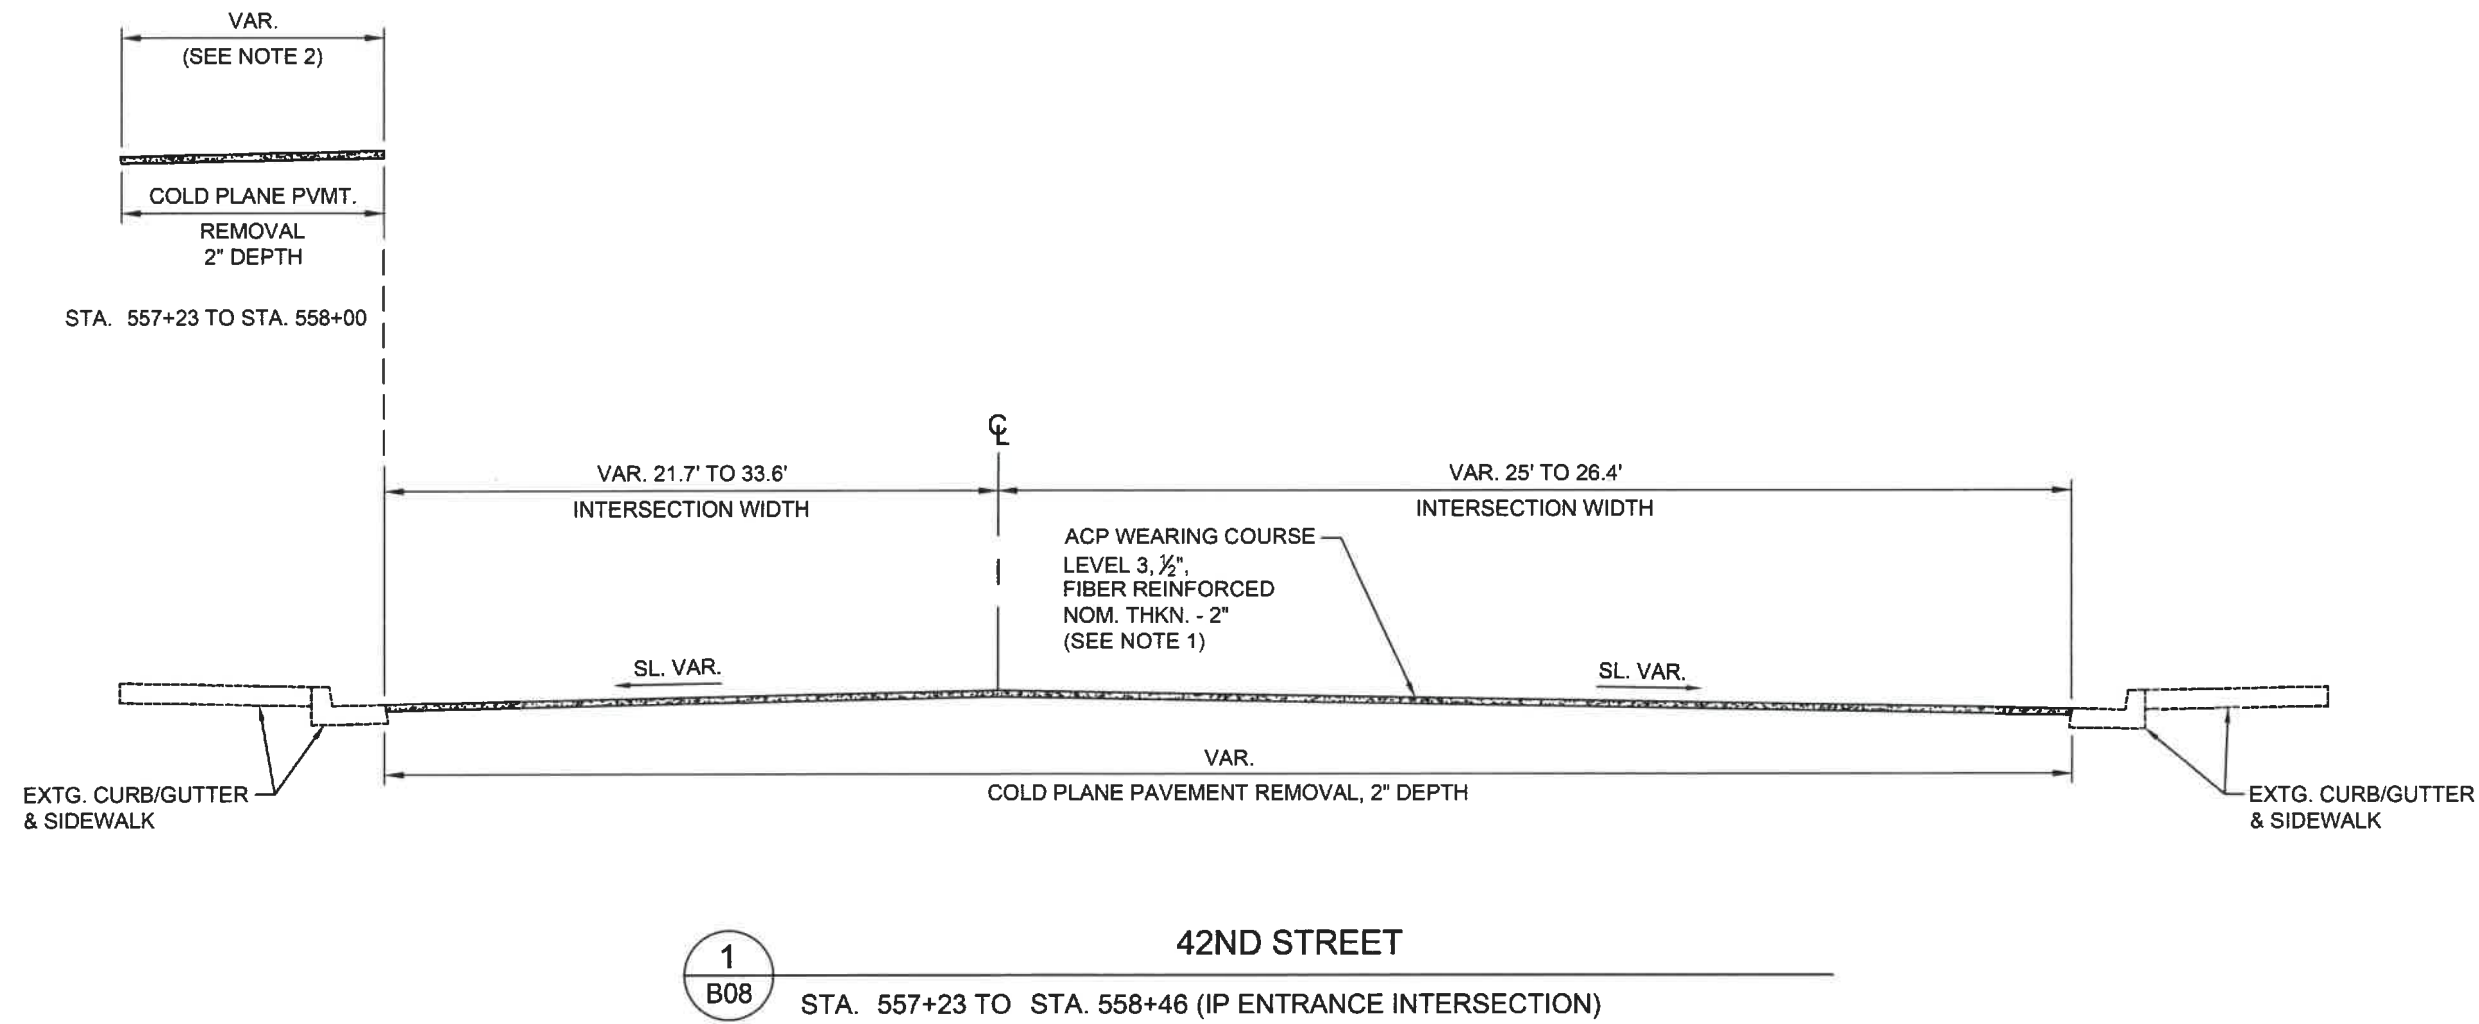 VAR.
(SEE NOTE 2)
COLD PLANE PVMT.
REMOVAL
2" DEPTH
STA. 557+23 TO STA. 558+00
℄
VAR. 21.7' TO 33.6'
INTERSECTION WIDTH
VAR. 25' TO 26.4'
INTERSECTION WIDTH
ACP WEARING COURSE
LEVEL 3, ½",
FIBER REINFORCED
NOM. THKN. - 2"
(SEE NOTE 1)
SL. VAR.
SL. VAR.
VAR.
COLD PLANE PAVEMENT REMOVAL, 2" DEPTH
EXTG. CURB/GUTTER
& SIDEWALK
EXTG. CURB/GUTTER
& SIDEWALK
1
B08
42ND STREET
STA. 557+23 TO STA. 558+46 (IP ENTRANCE INTERSECTION)